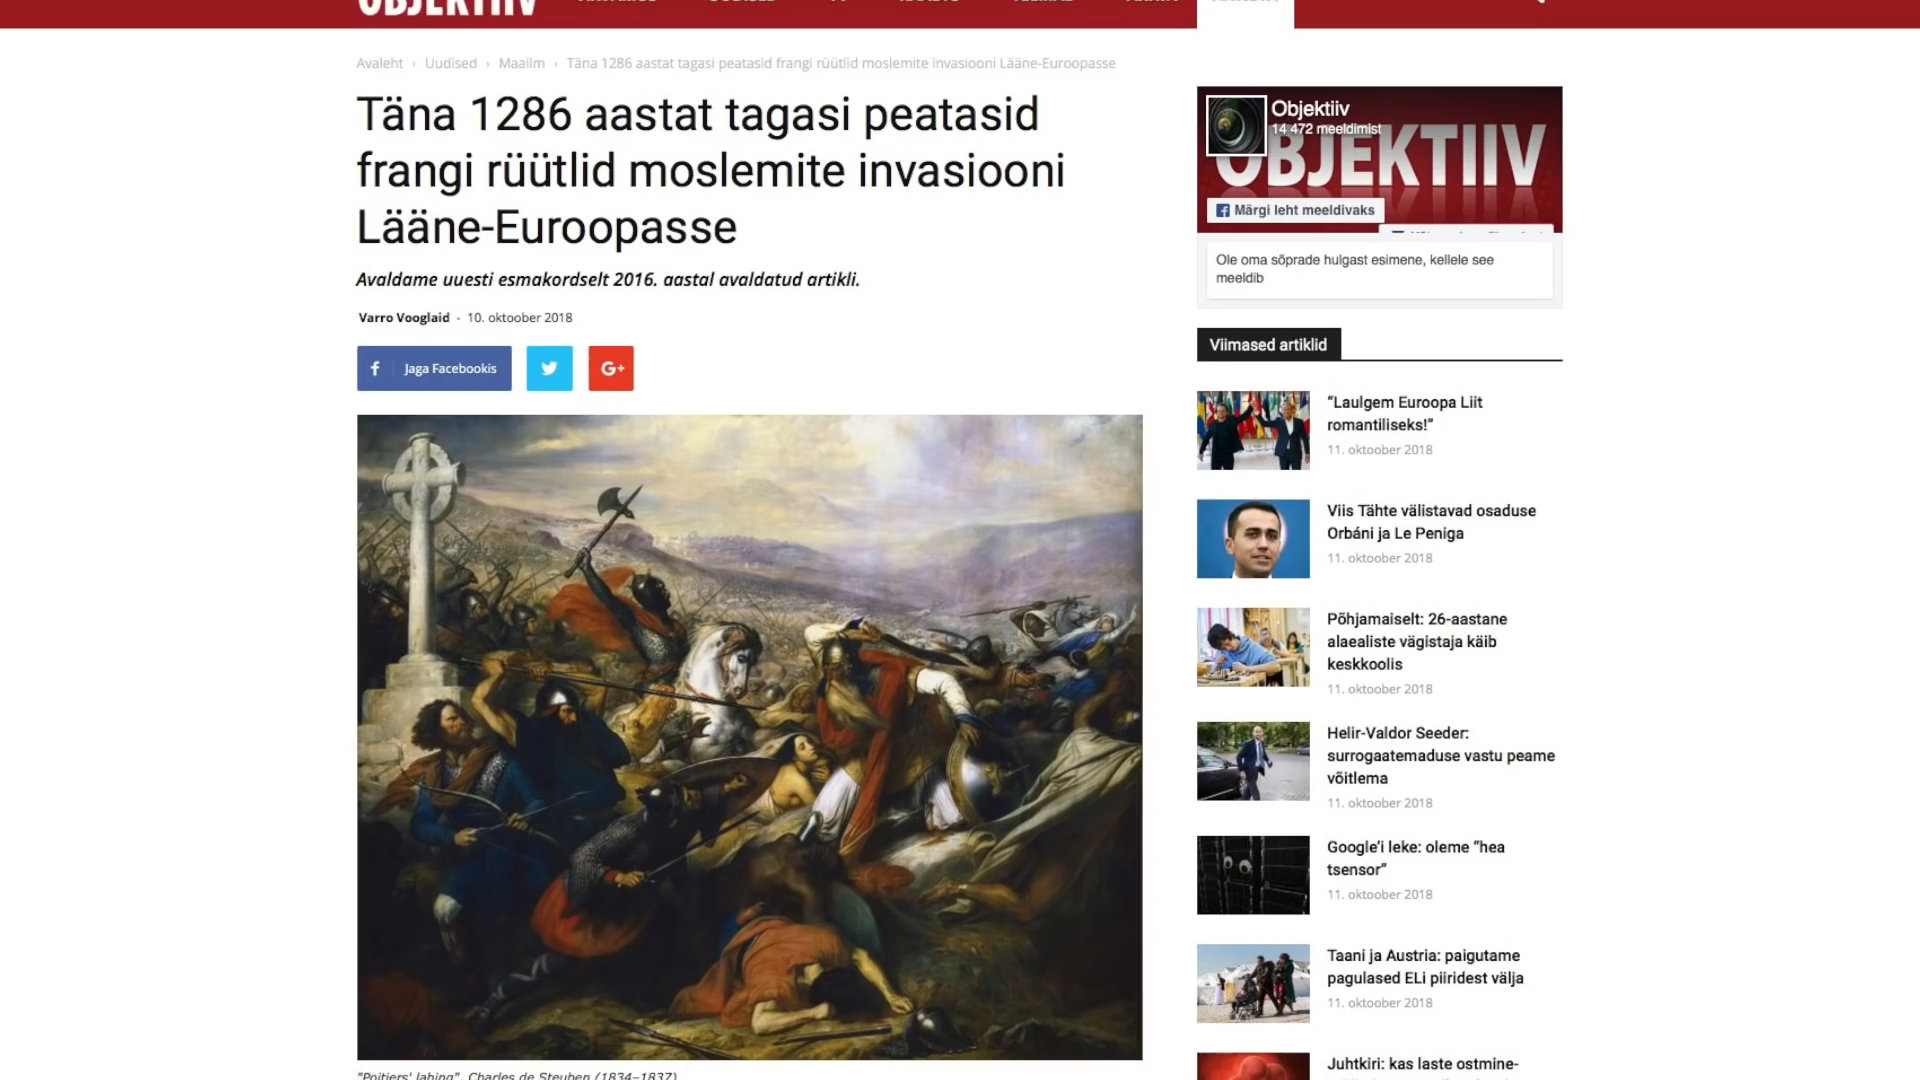 OBJEKTIIV
Avaleht › Uudised › Maailm › Täna 1286 aastat tagasi peatasid frangi rüütlid moslemite invasiooni Lääne-Euroopasse
Täna 1286 aastat tagasi peatasid
frangi rüütlid moslemite invasiooni
Lääne-Euroopasse
Avaldame uuesti esmakordselt 2016. aastal avaldatud artikli.
Varro Vooglaid - 10. oktoober 2018
Jaga Facebookis
G+
"Poitiers' lahing", Charles de Steuben (1834–1837)
Objektiiv
14 472 meeldimist
OBJEKTIIV
Märgi leht meeldivaks
Ole oma sõprade hulgast esimene, kellele see
meeldib
Viimased artiklid
“Laulgem Euroopa Liit
romantiliseks!”
11. oktoober 2018
Viis Tähte välistavad osaduse
Orbáni ja Le Peniga
11. oktoober 2018
Põhjamaiselt: 26-aastane
alaealiste vägistaja käib
keskkoolis
11. oktoober 2018
Helir-Valdor Seeder:
surrogaatemaduse vastu peame
võitlema
11. oktoober 2018
Google’i leke: oleme “hea
tsensor”
11. oktoober 2018
Taani ja Austria: paigutame
pagulased ELi piiridest välja
11. oktoober 2018
Juhtkiri: kas laste ostmine-